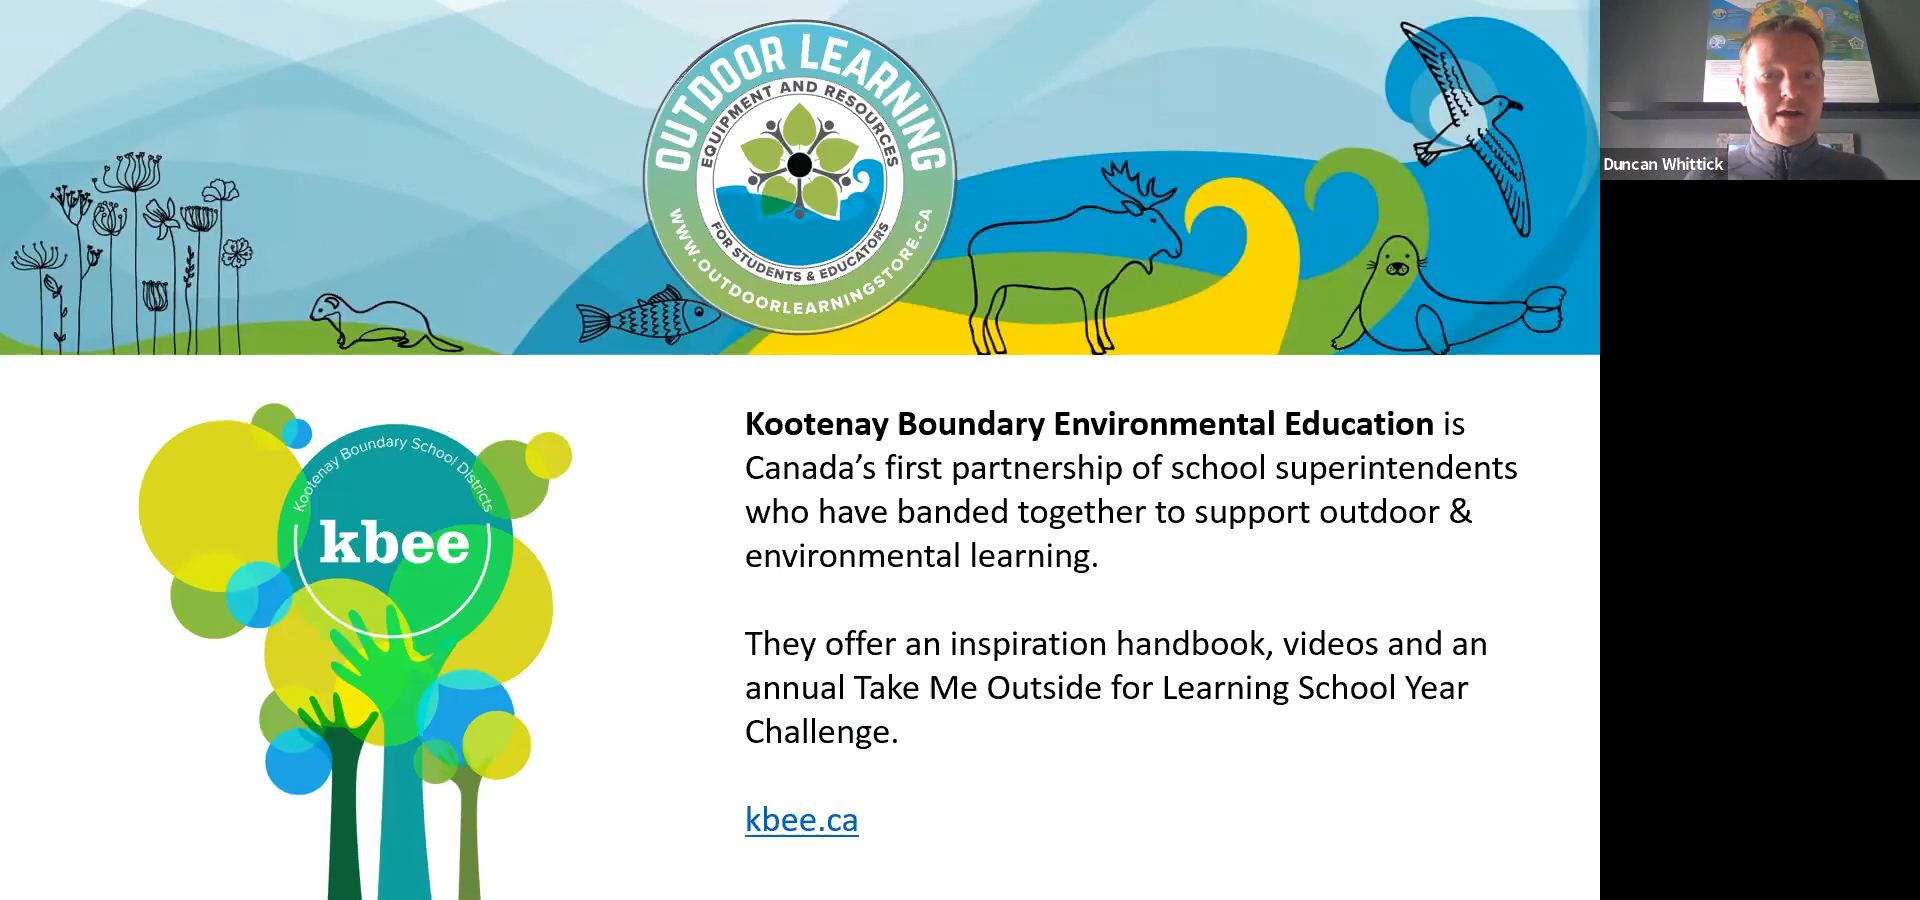 OUTDOOR LEARNING
EQUIPMENT AND RESOURCES
FOR STUDENTS & EDUCATORS
WWW.OUTDOORLEARNINGSTORE.CA
Duncan Whittick
Kootenay Boundary School Districts
kbee
Kootenay Boundary Environmental Education is
Canada’s first partnership of school superintendents
who have banded together to support outdoor &
environmental learning.
They offer an inspiration handbook, videos and an
annual Take Me Outside for Learning School Year
Challenge.
kbee.ca